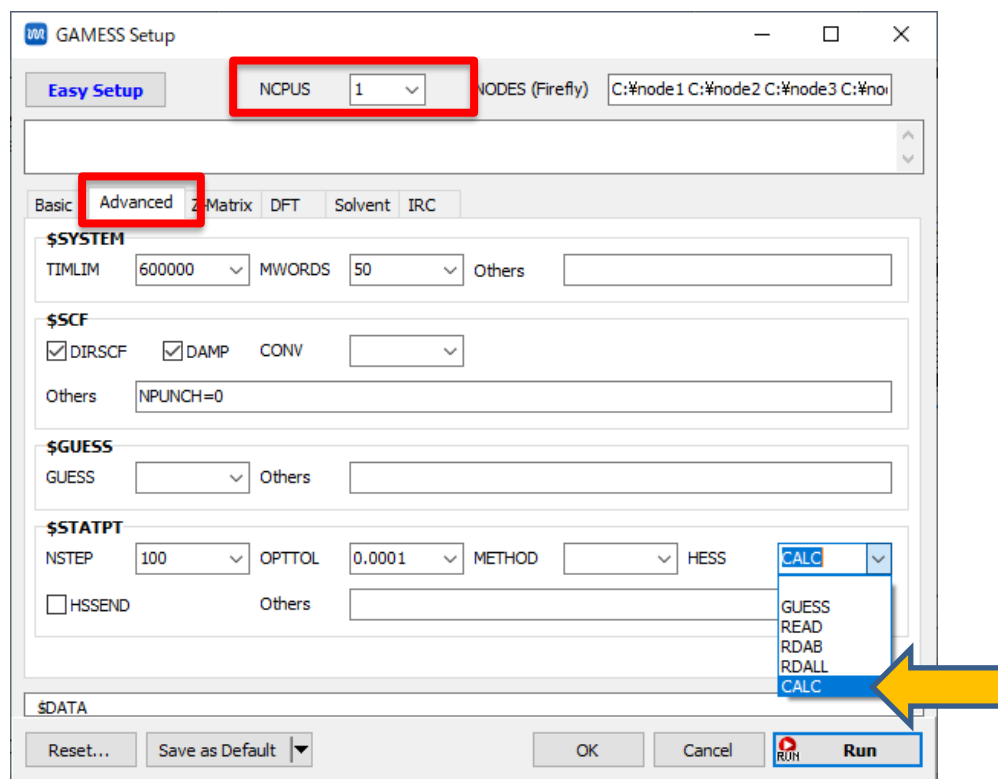 GAMESS Setup
Easy Setup NCPUS 1 NODES (Firefly) C:¥node1 C:¥node2 C:¥node3 C:¥no
Basic Advanced Z-Matrix DFT Solvent IRC
$SYSTEM
TIMLIM 600000 MWORDS 50 Others
$SCF
DIRSCF DAMP CONV
Others NPUNCH=0
$GUESS
GUESS Others
$STATPT
NSTEP 100 OPTTOL 0.0001 METHOD HESS CALC
HSSEND Others
GUESS
READ
RDAB
RDALL
CALC
$DATA
Reset... Save as Default OK Cancel RUN Run